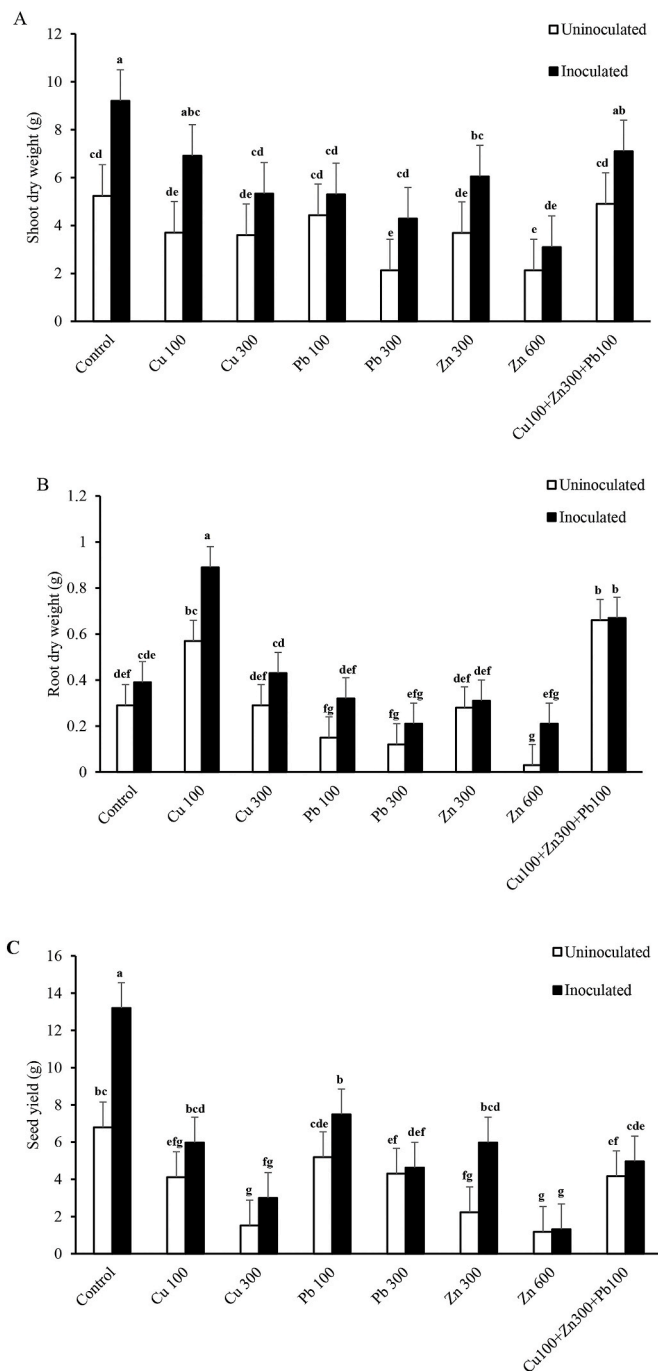 A
Uninoculated
Inoculated
Shoot dry weight (g)
12
10
8
6
4
2
0
a
cd
abc
de
cd
de
cd
cd
cd
e
bc
de
de
e
ab
cd
Control
Cu 100
Cu 300
Pb 100
Pb 300
Zn 300
Zn 600
Cu100+Zn300+Pb100
B
Uninoculated
Inoculated
Root dry weight (g)
1.2
1
0.8
0.6
0.4
0.2
0
def
cde
bc
a
def
cd
fg
def
fg
efg
def
def
g
efg
b
b
Control
Cu 100
Cu 300
Pb 100
Pb 300
Zn 300
Zn 600
Cu100+Zn300+Pb100
C
Uninoculated
Inoculated
Seed yield (g)
16
14
12
10
8
6
4
2
0
bc
a
efg
bcd
g
fg
cde
b
ef
def
fg
bcd
g
g
ef
cde
Control
Cu 100
Cu 300
Pb 100
Pb 300
Zn 300
Zn 600
Cu100+Zn300+Pb100